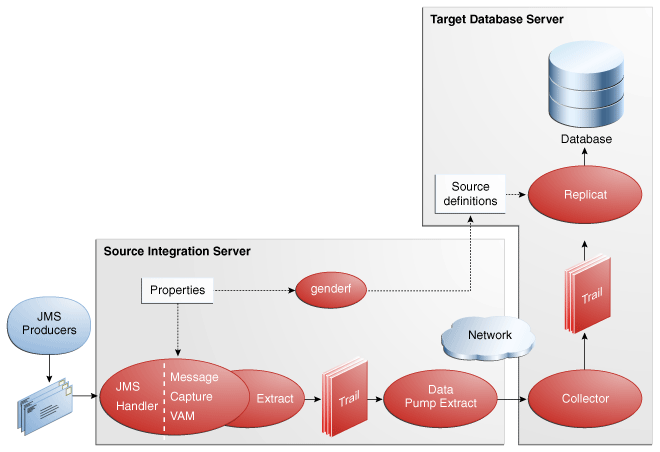 Target Database Server
Database
Source
definitions
Replicat
Source Integration Server
Properties
genderf
Trail
JMS
Producers
Network
JMS
Handler
Message
Capture
VAM
Extract
Trail
Data
Pump Extract
Collector